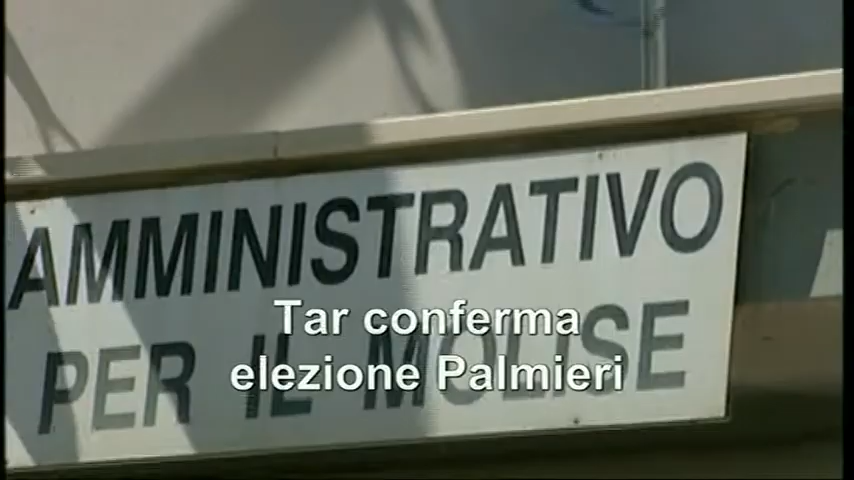 AMMINISTRATIVO
PER IL MOLISE
Tar conferma
elezione Palmieri